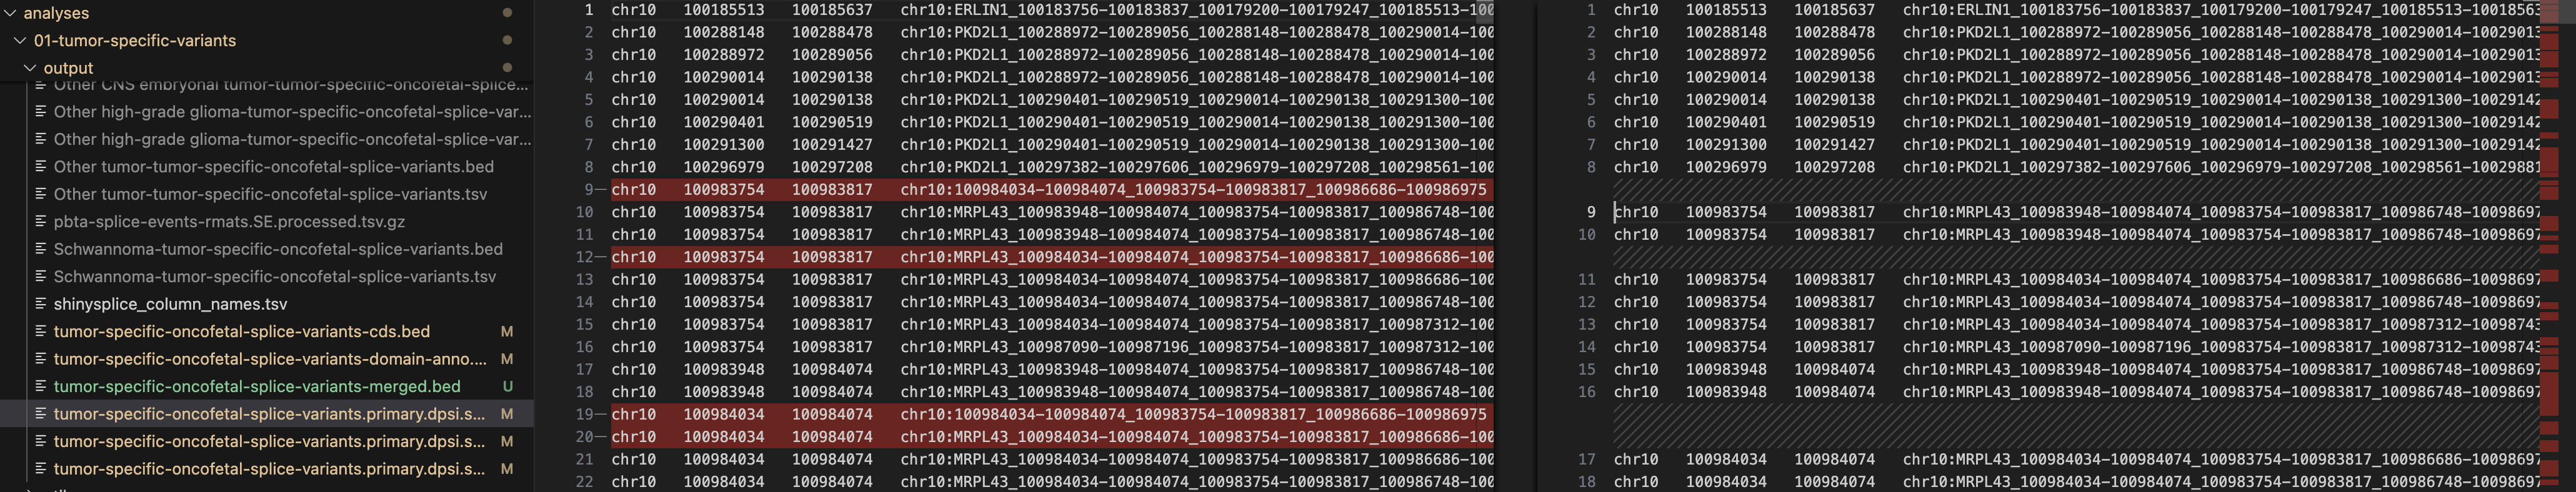 analyses
01-tumor-specific-variants
output
Other CNS embryonal tumor-tumor-specific-oncofetal-splice...
Other high-grade glioma-tumor-specific-oncofetal-splice-var...
Other high-grade glioma-tumor-specific-oncofetal-splice-var...
Other tumor-tumor-specific-oncofetal-splice-variants.bed
Other tumor-tumor-specific-oncofetal-splice-variants.tsv
pbta-splice-events-rmats.SE.processed.tsv.gz
Schwannoma-tumor-specific-oncofetal-splice-variants.bed
Schwannoma-tumor-specific-oncofetal-splice-variants.tsv
shinysplice_column_names.tsv
tumor-specific-oncofetal-splice-variants-cds.bed M
tumor-specific-oncofetal-splice-variants-domain-anno.... M
tumor-specific-oncofetal-splice-variants-merged.bed U
tumor-specific-oncofetal-splice-variants.primary.dpsi.s... M
tumor-specific-oncofetal-splice-variants.primary.dpsi.s... M
tumor-specific-oncofetal-splice-variants.primary.dpsi.s... M
1 chr10 100185513 100185637 chr10:ERLIN1_100183756-100183837_100179200-100179247_100185513-100
2 chr10 100288148 100288478 chr10:PKD2L1_100288972-100289056_100288148-100288478_100290014-100
3 chr10 100288972 100289056 chr10:PKD2L1_100288972-100289056_100288148-100288478_100290014-100
4 chr10 100290014 100290138 chr10:PKD2L1_100288972-100289056_100288148-100288478_100290014-100
5 chr10 100290014 100290138 chr10:PKD2L1_100290401-100290519_100290014-100290138_100291300-100
6 chr10 100290401 100290519 chr10:PKD2L1_100290401-100290519_100290014-100290138_100291300-100
7 chr10 100291300 100291427 chr10:PKD2L1_100290401-100290519_100290014-100290138_100291300-100
8 chr10 100296979 100297208 chr10:PKD2L1_100297382-100297606_100296979-100297208_100298561-100
9— chr10 100983754 100983817 chr10:100984034-100984074_100983754-100983817_100986686-100986975
10 chr10 100983754 100983817 chr10:MRPL43_100983948-100984074_100983754-100983817_100986748-100
11 chr10 100983754 100983817 chr10:MRPL43_100983948-100984074_100983754-100983817_100986748-100
12— chr10 100983754 100983817 chr10:MRPL43_100984034-100984074_100983754-100983817_100986686-100
13 chr10 100983754 100983817 chr10:MRPL43_100984034-100984074_100983754-100983817_100986686-100
14 chr10 100983754 100983817 chr10:MRPL43_100984034-100984074_100983754-100983817_100986748-100
15 chr10 100983754 100983817 chr10:MRPL43_100984034-100984074_100983754-100983817_100987312-100
16 chr10 100983754 100983817 chr10:MRPL43_100987090-100987196_100983754-100983817_100987312-100
17 chr10 100983948 100984074 chr10:MRPL43_100983948-100984074_100983754-100983817_100986748-100
18 chr10 100983948 100984074 chr10:MRPL43_100983948-100984074_100983754-100983817_100986748-100
19— chr10 100984034 100984074 chr10:100984034-100984074_100983754-100983817_100986686-100986975
20— chr10 100984034 100984074 chr10:MRPL43_100984034-100984074_100983754-100983817_100986686-100
21 chr10 100984034 100984074 chr10:MRPL43_100984034-100984074_100983754-100983817_100986686-100
22 chr10 100984034 100984074 chr10:MRPL43_100984034-100984074_100983754-100983817_100986748-100
1 chr10 100185513 100185637 chr10:ERLIN1_100183756-100183837_100179200-100179247_100185513-10018563
2 chr10 100288148 100288478 chr10:PKD2L1_100288972-100289056_100288148-100288478_100290014-10029013
3 chr10 100288972 100289056 chr10:PKD2L1_100288972-100289056_100288148-100288478_100290014-10029013
4 chr10 100290014 100290138 chr10:PKD2L1_100288972-100289056_100288148-100288478_100290014-10029013
5 chr10 100290014 100290138 chr10:PKD2L1_100290401-100290519_100290014-100290138_100291300-10029142
6 chr10 100290401 100290519 chr10:PKD2L1_100290401-100290519_100290014-100290138_100291300-10029142
7 chr10 100291300 100291427 chr10:PKD2L1_100290401-100290519_100290014-100290138_100291300-10029142
8 chr10 100296979 100297208 chr10:PKD2L1_100297382-100297606_100296979-100297208_100298561-10029881
9 chr10 100983754 100983817 chr10:MRPL43_100983948-100984074_100983754-100983817_100986748-10098697
10 chr10 100983754 100983817 chr10:MRPL43_100983948-100984074_100983754-100983817_100986748-10098697
11 chr10 100983754 100983817 chr10:MRPL43_100984034-100984074_100983754-100983817_100986686-10098697
12 chr10 100983754 100983817 chr10:MRPL43_100984034-100984074_100983754-100983817_100986748-10098697
13 chr10 100983754 100983817 chr10:MRPL43_100984034-100984074_100983754-100983817_100987312-10098743
14 chr10 100983754 100983817 chr10:MRPL43_100987090-100987196_100983754-100983817_100987312-10098743
15 chr10 100983948 100984074 chr10:MRPL43_100983948-100984074_100983754-100983817_100986748-10098697
16 chr10 100983948 100984074 chr10:MRPL43_100983948-100984074_100983754-100983817_100986748-10098697
17 chr10 100984034 100984074 chr10:MRPL43_100984034-100984074_100983754-100983817_100986686-10098697
18 chr10 100984034 100984074 chr10:MRPL43_100984034-100984074_100983754-100983817_100986748-10098697